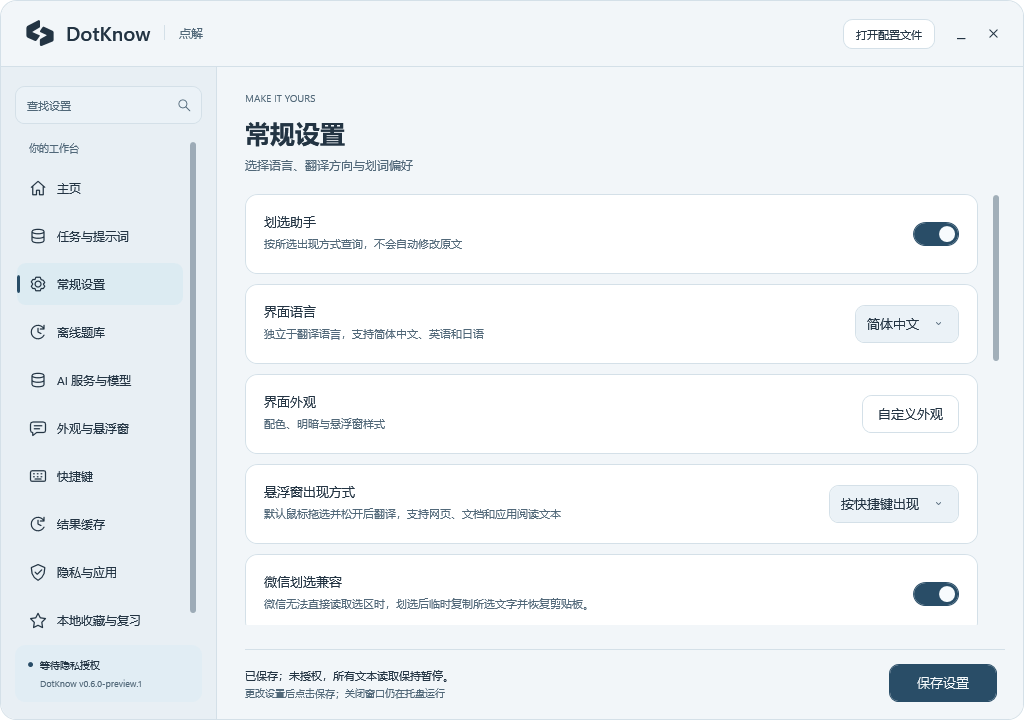 DotKnow
点解
打开配置文件
查找设置
你的工作台
主页
任务与提示词
常规设置
离线题库
AI 服务与模型
外观与悬浮窗
快捷键
结果缓存
隐私与应用
本地收藏与复习
等待隐私授权
DotKnow v0.6.0-preview.1
MAKE IT YOURS
常规设置
选择语言、翻译方向与划词偏好
划选助手
按所选出现方式查询，不会自动修改原文
界面语言
独立于翻译语言，支持简体中文、英语和日语
简体中文
界面外观
配色、明暗与悬浮窗样式
自定义外观
悬浮窗出现方式
默认鼠标拖选并松开后翻译，支持网页、文档和应用阅读文本
按快捷键出现
微信划选兼容
微信无法直接读取选区时，划选后临时复制所选文字并恢复剪贴板。
已保存；未授权，所有文本读取保持暂停。
更改设置后点击保存；关闭窗口仍在托盘运行
保存设置